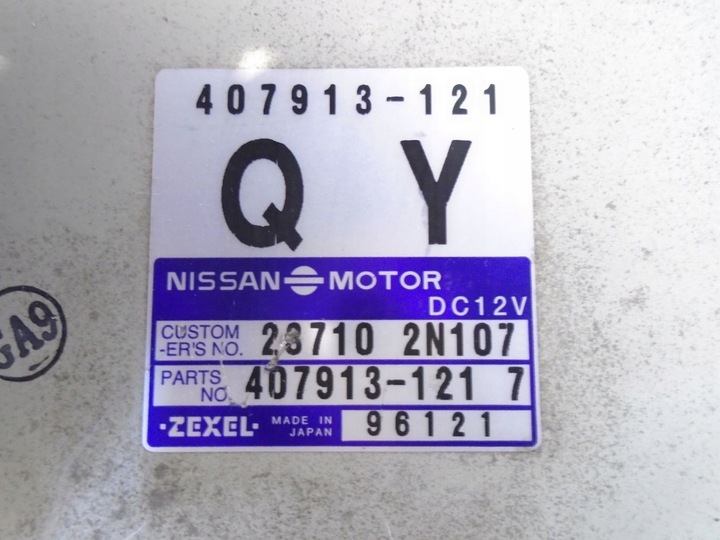 407913-121
Q Y
NISSAN MOTOR
DC12V
CUSTOM
-ER'S NO. 23710 2N107
PARTS
NO. 407913-121 7
·ZEXEL· MADE IN
JAPAN 96121
GA9